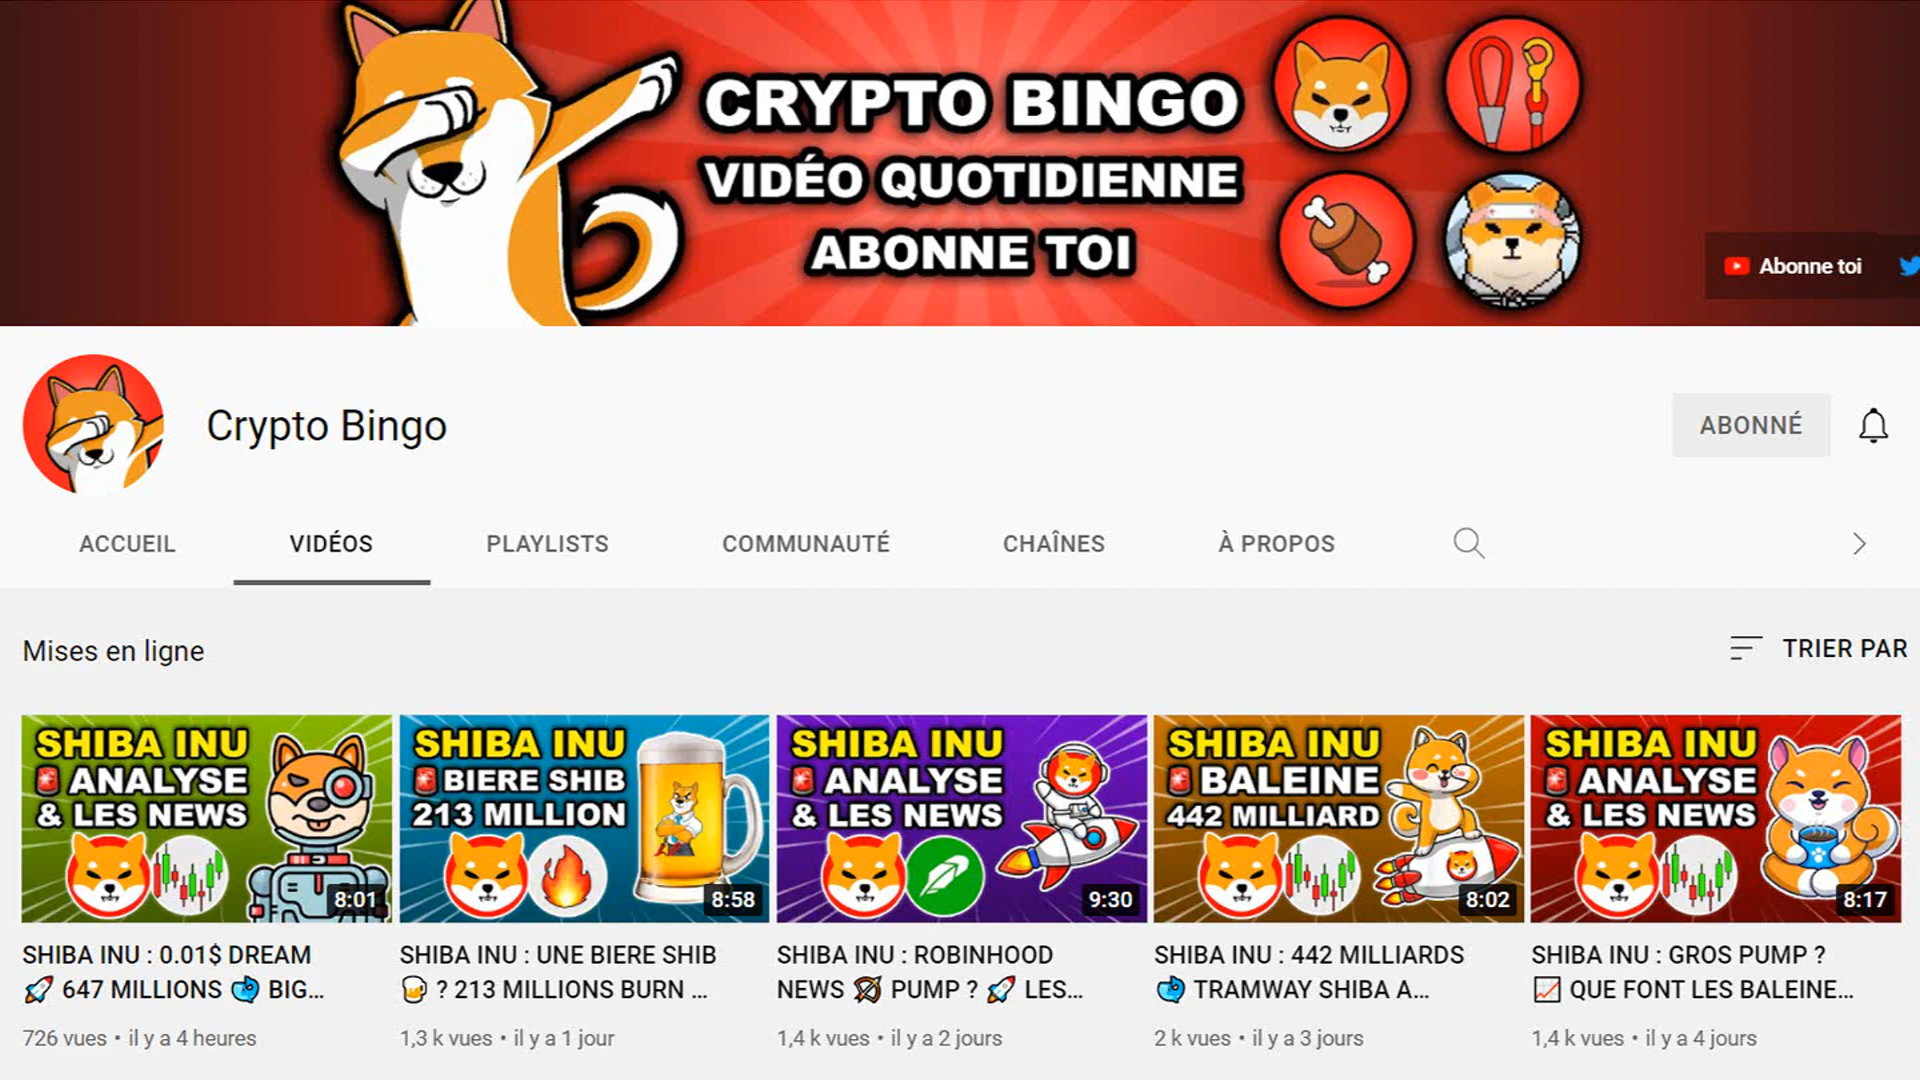 CRYPTO BINGO
VIDÉO QUOTIDIENNE
ABONNE TOI
Abonne toi
Crypto Bingo
ABONNÉ
ACCUEIL VIDÉOS PLAYLISTS COMMUNAUTÉ CHAÎNES À PROPOS
Mises en ligne
TRIER PAR
SHIBA INU
🚨ANALYSE
& LES NEWS
8:01
SHIBA INU : 0.01$ DREAM
🚀 647 MILLIONS 🐳 BIG...
726 vues • il y a 4 heures
SHIBA INU
🚨BIERE SHIB
213 MILLION
8:58
SHIBA INU : UNE BIERE SHIB
🍺 ? 213 MILLIONS BURN ...
1,3 k vues • il y a 1 jour
SHIBA INU
🚨ANALYSE
& LES NEWS
9:30
SHIBA INU : ROBINHOOD
NEWS 🏹 PUMP ? 🚀 LES...
1,4 k vues • il y a 2 jours
SHIBA INU
🚨BALEINE
442 MILLIARD
8:02
SHIBA INU : 442 MILLIARDS
🐳 TRAMWAY SHIBA A...
2 k vues • il y a 3 jours
SHIBA INU
🚨ANALYSE
& LES NEWS
8:17
SHIBA INU : GROS PUMP ?
📈 QUE FONT LES BALEINE...
1,4 k vues • il y a 4 jours